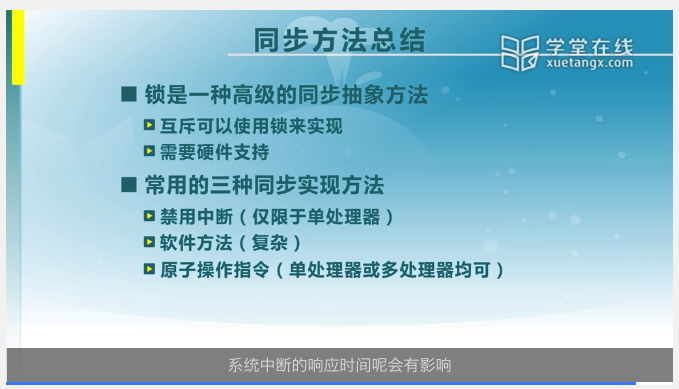 同步方法总结
学堂在线
xuetangx.com
锁是一种高级的同步抽象方法
互斥可以使用锁来实现
需要硬件支持
常用的三种同步实现方法
禁用中断（仅限于单处理器）
软件方法（复杂）
原子操作指令（单处理器或多处理器均可）
系统中断的响应时间呢会有影响